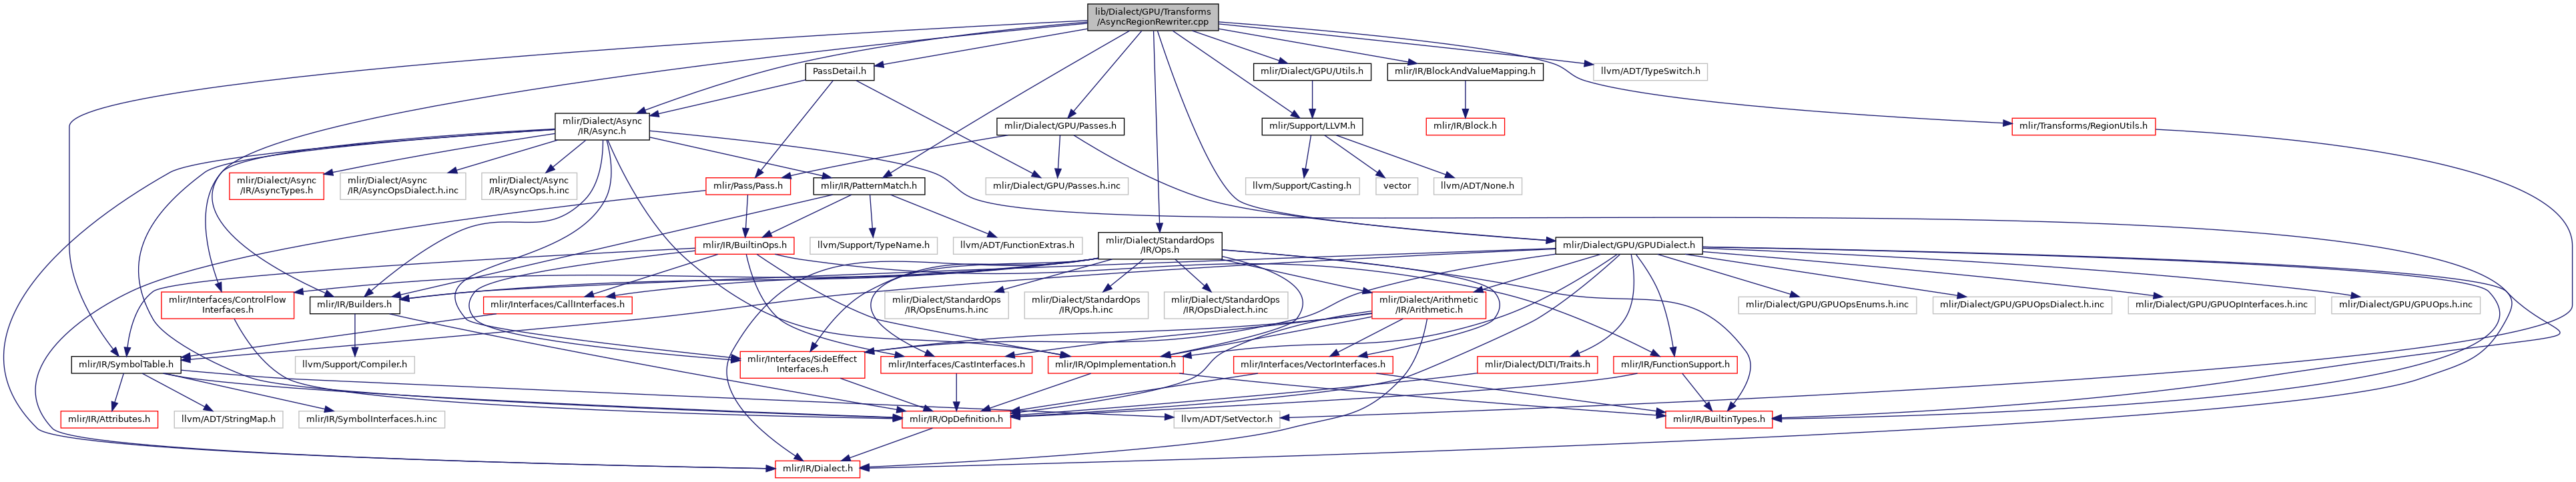 lib/Dialect/GPU/Transforms
/AsyncRegionRewriter.cpp
PassDetail.h
mlir/Dialect/GPU/Utils.h
mlir/IR/BlockAndValueMapping.h
llvm/ADT/TypeSwitch.h
mlir/Dialect/Async
/IR/Async.h
mlir/Dialect/GPU/Passes.h
mlir/Support/LLVM.h
mlir/IR/Block.h
mlir/Transforms/RegionUtils.h
mlir/Dialect/Async
/IR/AsyncTypes.h
mlir/Dialect/Async
/IR/AsyncOpsDialect.h.inc
mlir/Dialect/Async
/IR/AsyncOps.h.inc
mlir/Pass/Pass.h
mlir/IR/PatternMatch.h
mlir/Dialect/GPU/Passes.h.inc
llvm/Support/Casting.h
vector
llvm/ADT/None.h
mlir/IR/BuiltinOps.h
llvm/Support/TypeName.h
llvm/ADT/FunctionExtras.h
mlir/Dialect/StandardOps
/IR/Ops.h
mlir/Dialect/GPU/GPUDialect.h
mlir/Interfaces/ControlFlow
Interfaces.h
mlir/IR/Builders.h
mlir/Interfaces/CallInterfaces.h
mlir/Dialect/StandardOps
/IR/OpsEnums.h.inc
mlir/Dialect/StandardOps
/IR/Ops.h.inc
mlir/Dialect/StandardOps
/IR/OpsDialect.h.inc
mlir/Dialect/Arithmetic
/IR/Arithmetic.h
mlir/Dialect/GPU/GPUOpsEnums.h.inc
mlir/Dialect/GPU/GPUOpsDialect.h.inc
mlir/Dialect/GPU/GPUOpInterfaces.h.inc
mlir/Dialect/GPU/GPUOps.h.inc
mlir/IR/SymbolTable.h
llvm/Support/Compiler.h
mlir/Interfaces/SideEffect
Interfaces.h
mlir/Interfaces/CastInterfaces.h
mlir/IR/OpImplementation.h
mlir/Interfaces/VectorInterfaces.h
mlir/Dialect/DLTI/Traits.h
mlir/IR/FunctionSupport.h
mlir/IR/Attributes.h
llvm/ADT/StringMap.h
mlir/IR/SymbolInterfaces.h.inc
mlir/IR/OpDefinition.h
llvm/ADT/SetVector.h
mlir/IR/BuiltinTypes.h
mlir/IR/Dialect.h